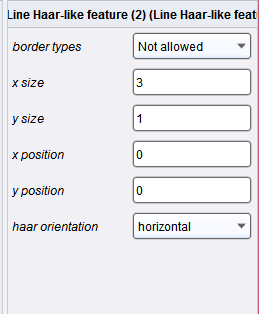 Line Haar-like feature (2) (Line Haar-like feat
border types Not allowed
x size 3
y size 1
x position 0
y position 0
haar orientation horizontal